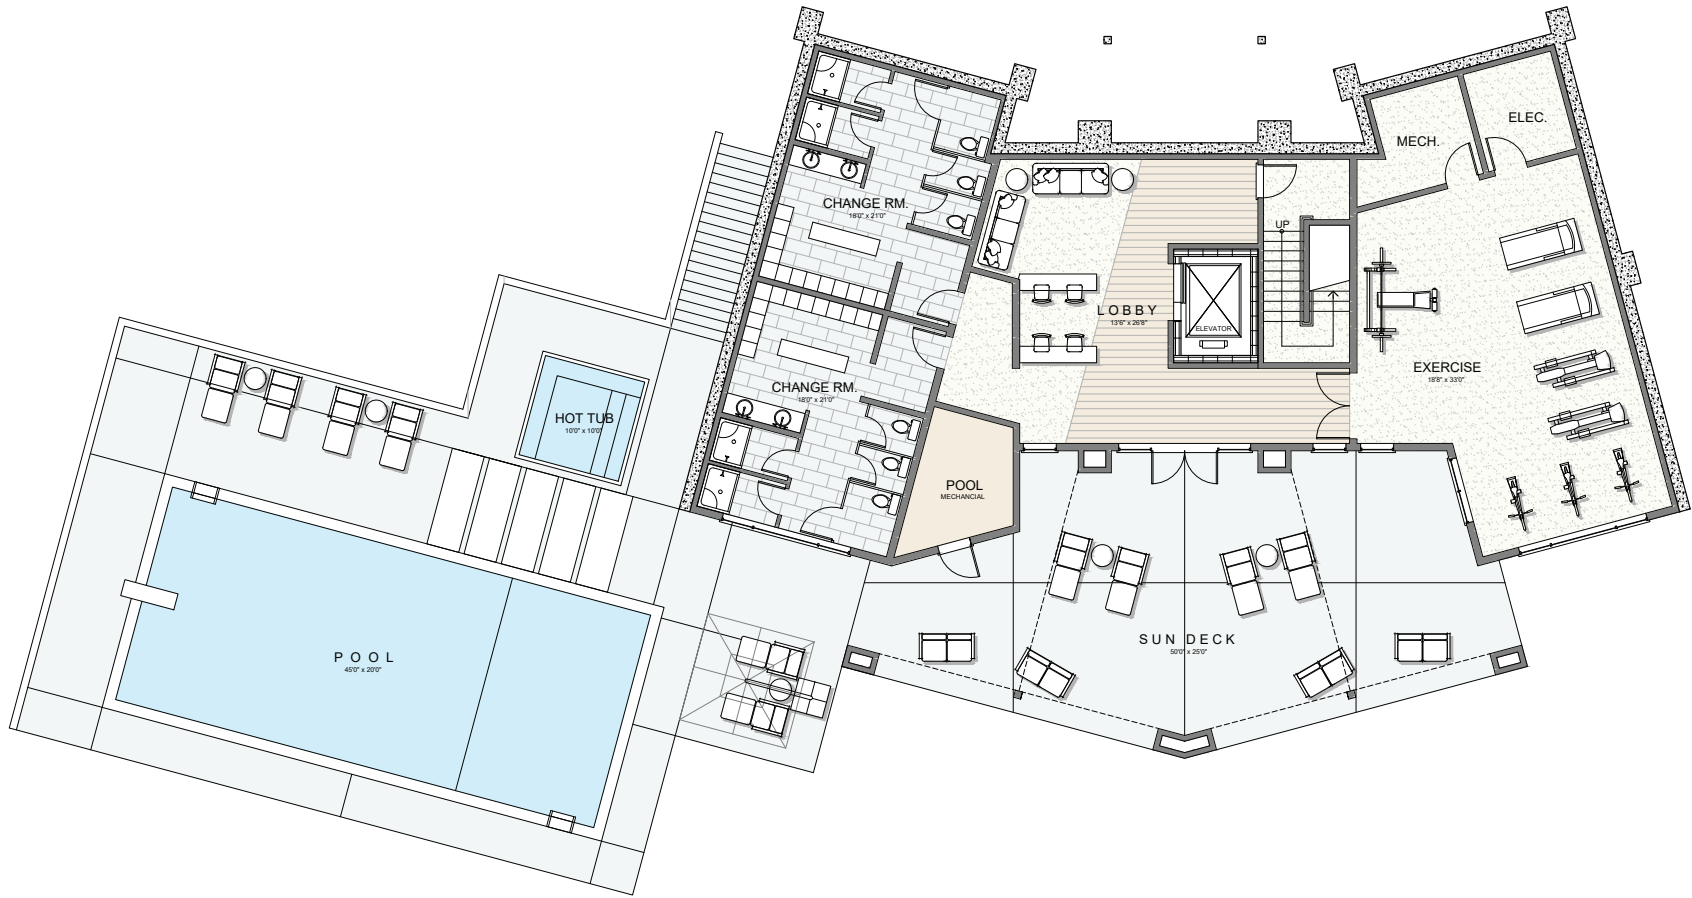 ELEC.
MECH.
CHANGE RM.
18'0" x 21'0"
UP
LOBBY
13'6" x 26'8"
ELEVATOR
EXERCISE
18'8" x 33'0"
CHANGE RM.
18'0" x 21'0"
HOT TUB
10'0" x 10'0"
POOL
MECHANCIAL
SUN DECK
50'0" x 25'0"
POOL
45'0" x 20'0"